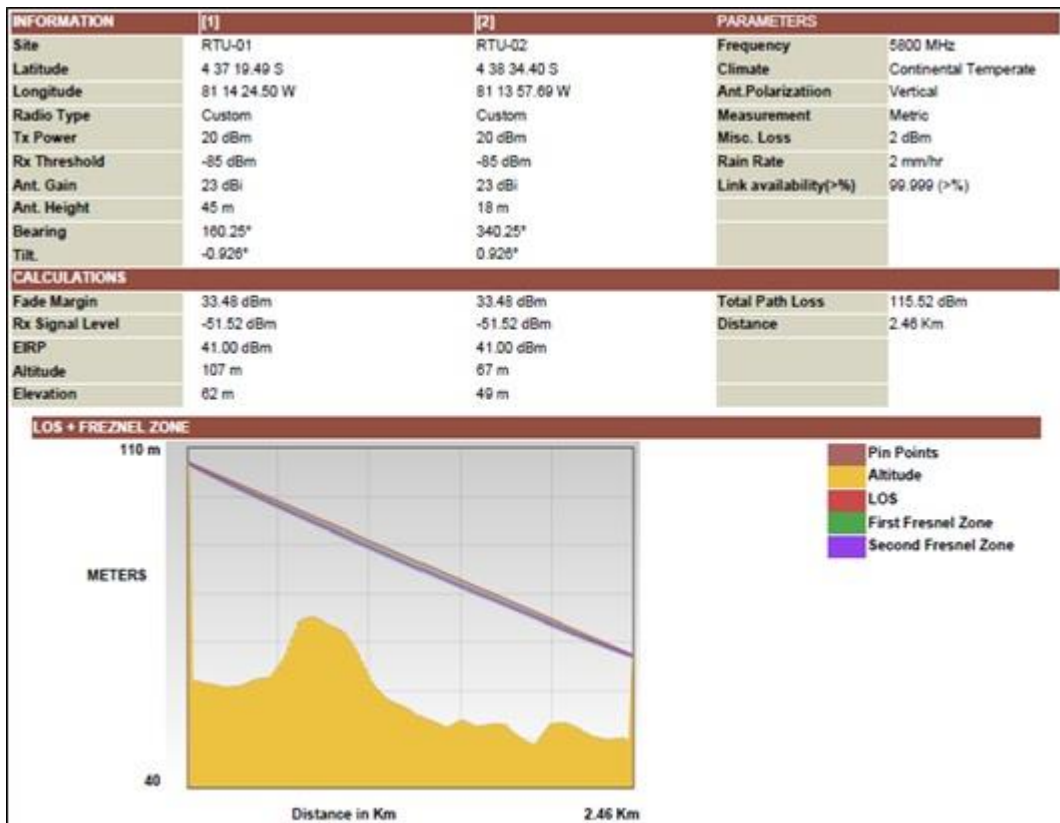 INFORMATION [1] [2] PARAMETERS
Site RTU-01 RTU-02 Frequency 5800 MHz
Latitude 4 37 19.49 S 4 38 34.40 S Climate Continental Temperate
Longitude 81 14 24.50 W 81 13 57.69 W Ant.Polarizatiion Vertical
Radio Type Custom Custom Measurement Metric
Tx Power 20 dBm 20 dBm Misc. Loss 2 dBm
Rx Threshold -85 dBm -85 dBm Rain Rate 2 mm/hr
Ant. Gain 23 dBi 23 dBi Link availability(>%) 99.999 (>%)
Ant. Height 45 m 18 m
Bearing 160.25° 340.25°
Tilt. -0.926° 0.926°
CALCULATIONS
Fade Margin 33.48 dBm 33.48 dBm Total Path Loss 115.52 dBm
Rx Signal Level -51.52 dBm -51.52 dBm Distance 2.46 Km
EIRP 41.00 dBm 41.00 dBm
Altitude 107 m 67 m
Elevation 62 m 49 m
LOS + FREZNEL ZONE
110 m
METERS
40
Distance in Km 2.46 Km
Pin Points
Altitude
LOS
First Fresnel Zone
Second Fresnel Zone